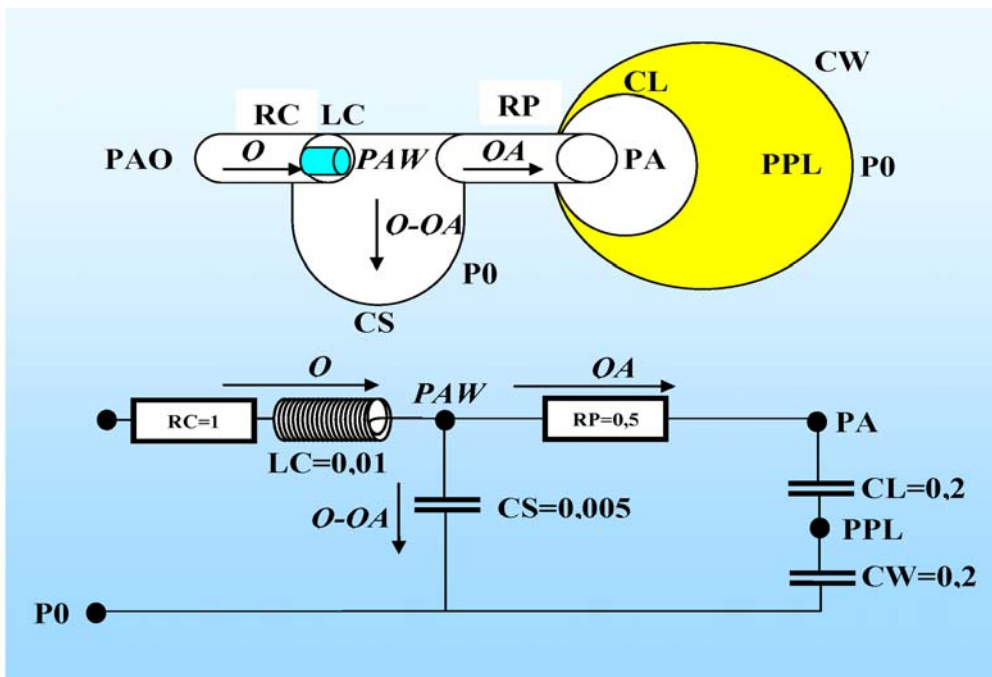 CW
CL
RC LC
RP
PAO
O
PAW
OA
PA
PPL
P0
O-OA
P0
CS
O
PAW
OA
RC=1
RP=0,5
PA
LC=0,01
CL=0,2
O-OA
CS=0,005
PPL
CW=0,2
P0